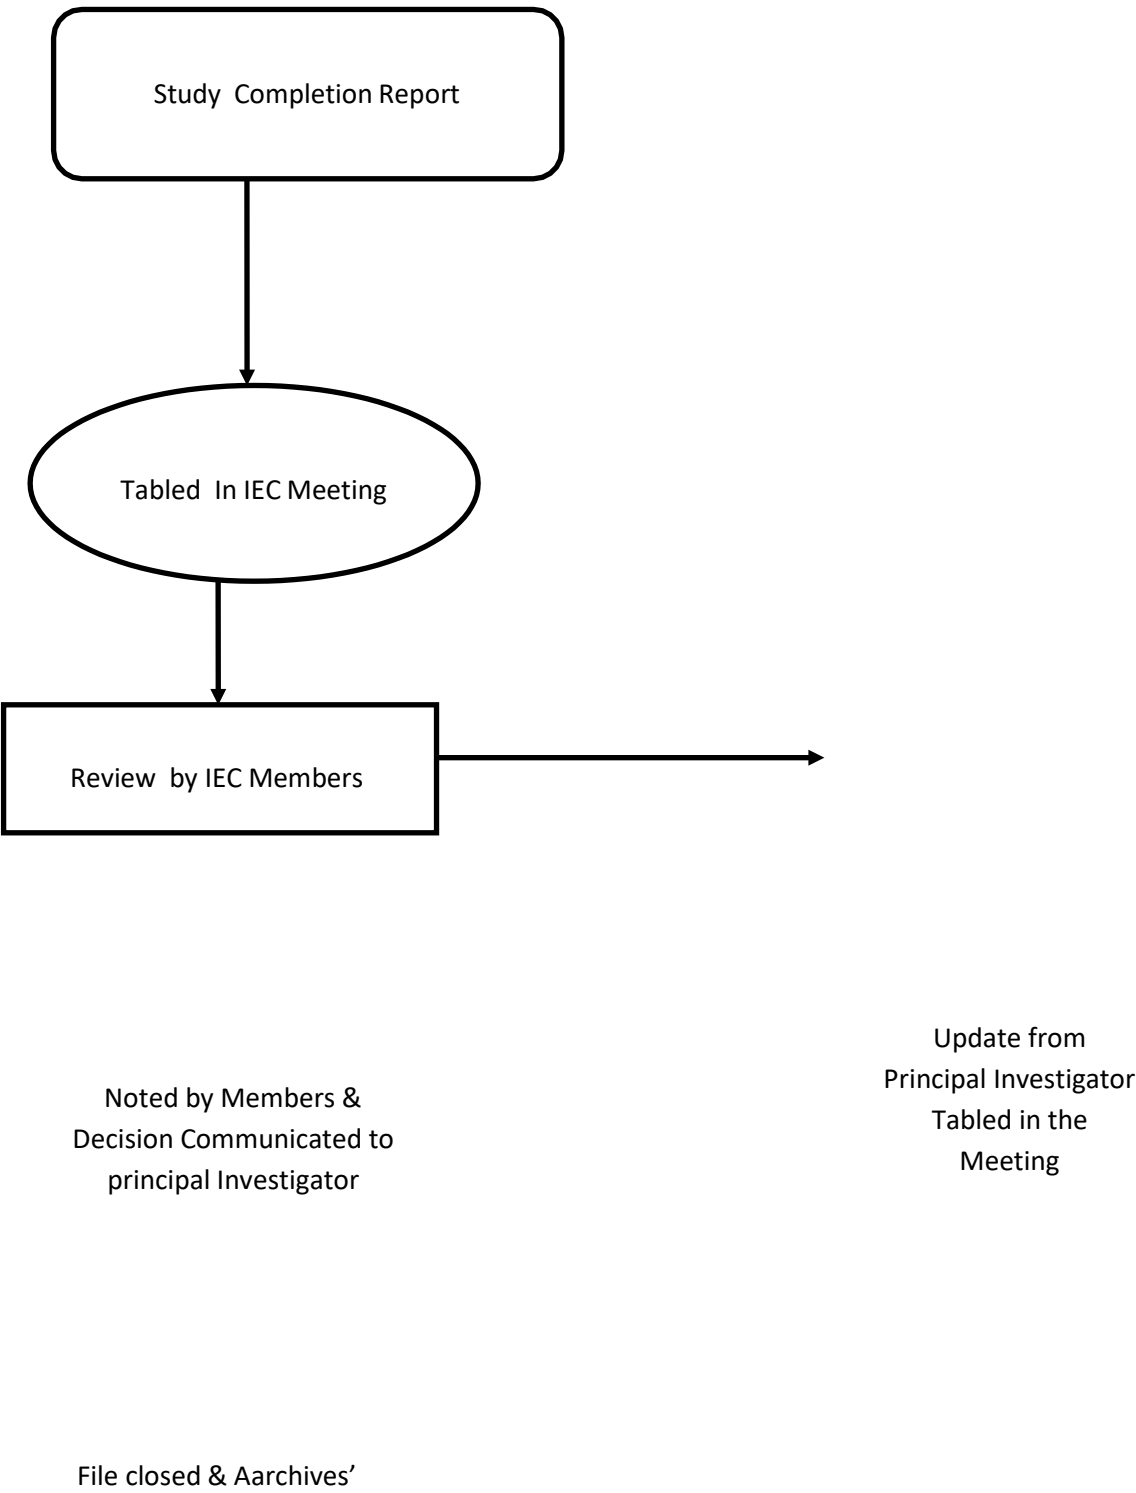 Study Completion Report
Tabled In IEC Meeting
Review by IEC Members
Noted by Members &
Decision Communicated to
principal Investigator
Update from
Principal Investigator
Tabled in the
Meeting
File closed & Aarchives’